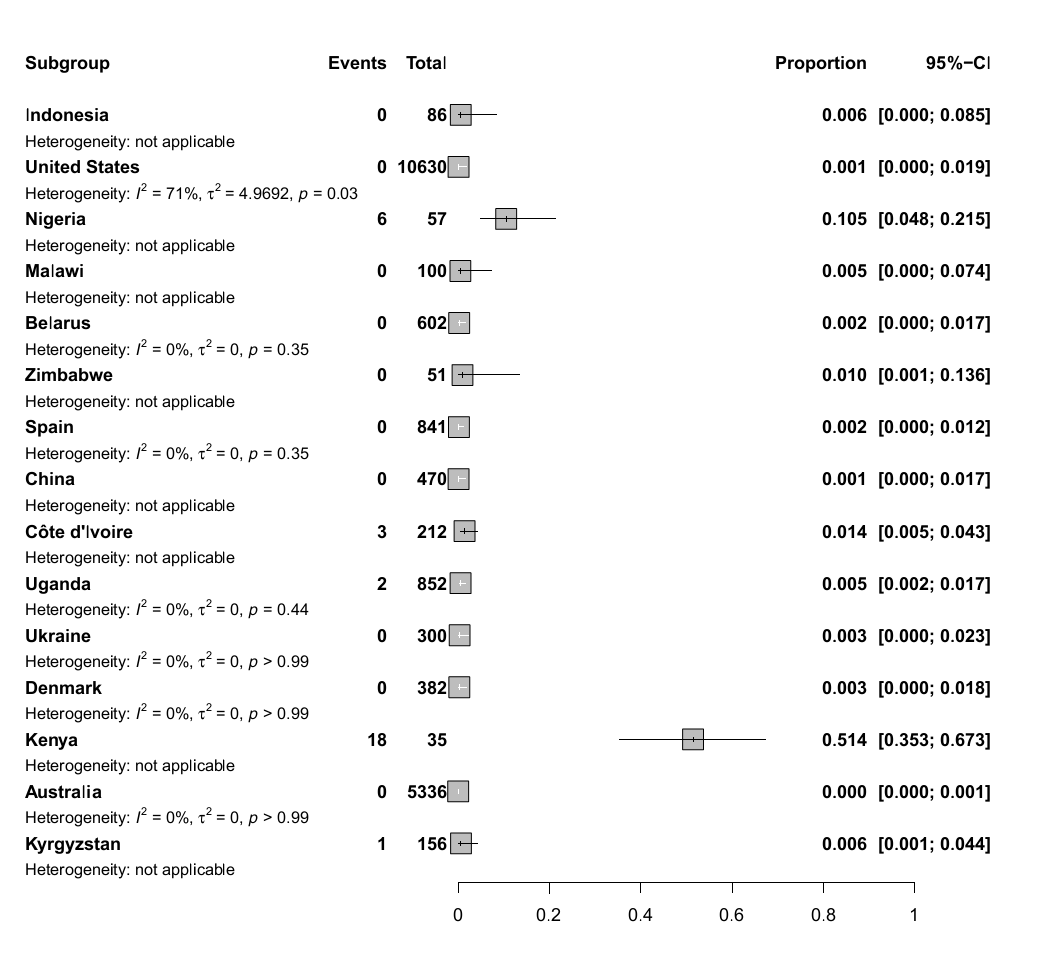 Subgroup Events Total Proportion 95%−CI
Indonesia 0 86 0.006 [0.000; 0.085]
Heterogeneity: not applicable
United States 0 10630 0.001 [0.000; 0.019]
Heterogeneity: I² = 71%, τ² = 4.9692, p = 0.03
Nigeria 6 57 0.105 [0.048; 0.215]
Heterogeneity: not applicable
Malawi 0 100 0.005 [0.000; 0.074]
Heterogeneity: not applicable
Belarus 0 602 0.002 [0.000; 0.017]
Heterogeneity: I² = 0%, τ² = 0, p = 0.35
Zimbabwe 0 51 0.010 [0.001; 0.136]
Heterogeneity: not applicable
Spain 0 841 0.002 [0.000; 0.012]
Heterogeneity: I² = 0%, τ² = 0, p = 0.35
China 0 470 0.001 [0.000; 0.017]
Heterogeneity: not applicable
Côte d'Ivoire 3 212 0.014 [0.005; 0.043]
Heterogeneity: not applicable
Uganda 2 852 0.005 [0.002; 0.017]
Heterogeneity: I² = 0%, τ² = 0, p = 0.44
Ukraine 0 300 0.003 [0.000; 0.023]
Heterogeneity: I² = 0%, τ² = 0, p > 0.99
Denmark 0 382 0.003 [0.000; 0.018]
Heterogeneity: I² = 0%, τ² = 0, p > 0.99
Kenya 18 35 0.514 [0.353; 0.673]
Heterogeneity: not applicable
Australia 0 5336 0.000 [0.000; 0.001]
Heterogeneity: I² = 0%, τ² = 0, p > 0.99
Kyrgyzstan 1 156 0.006 [0.001; 0.044]
Heterogeneity: not applicable
0 0.2 0.4 0.6 0.8 1